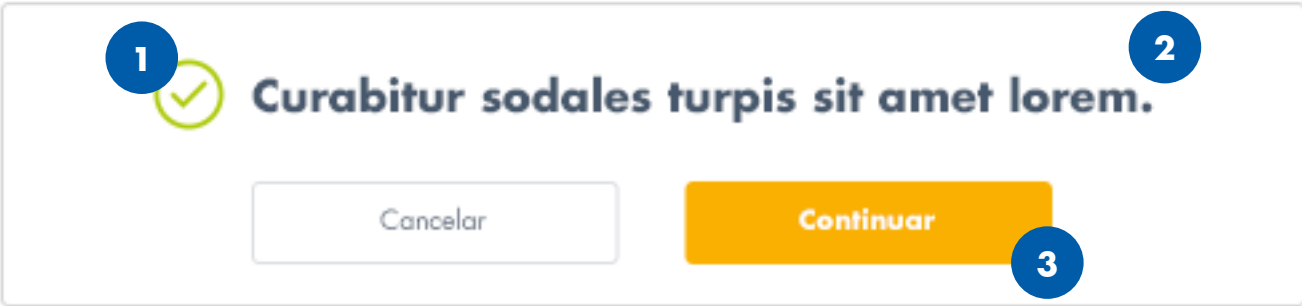 1
2
Curabitur sodales turpis sit amet lorem.
Cancelar
Continuar
3